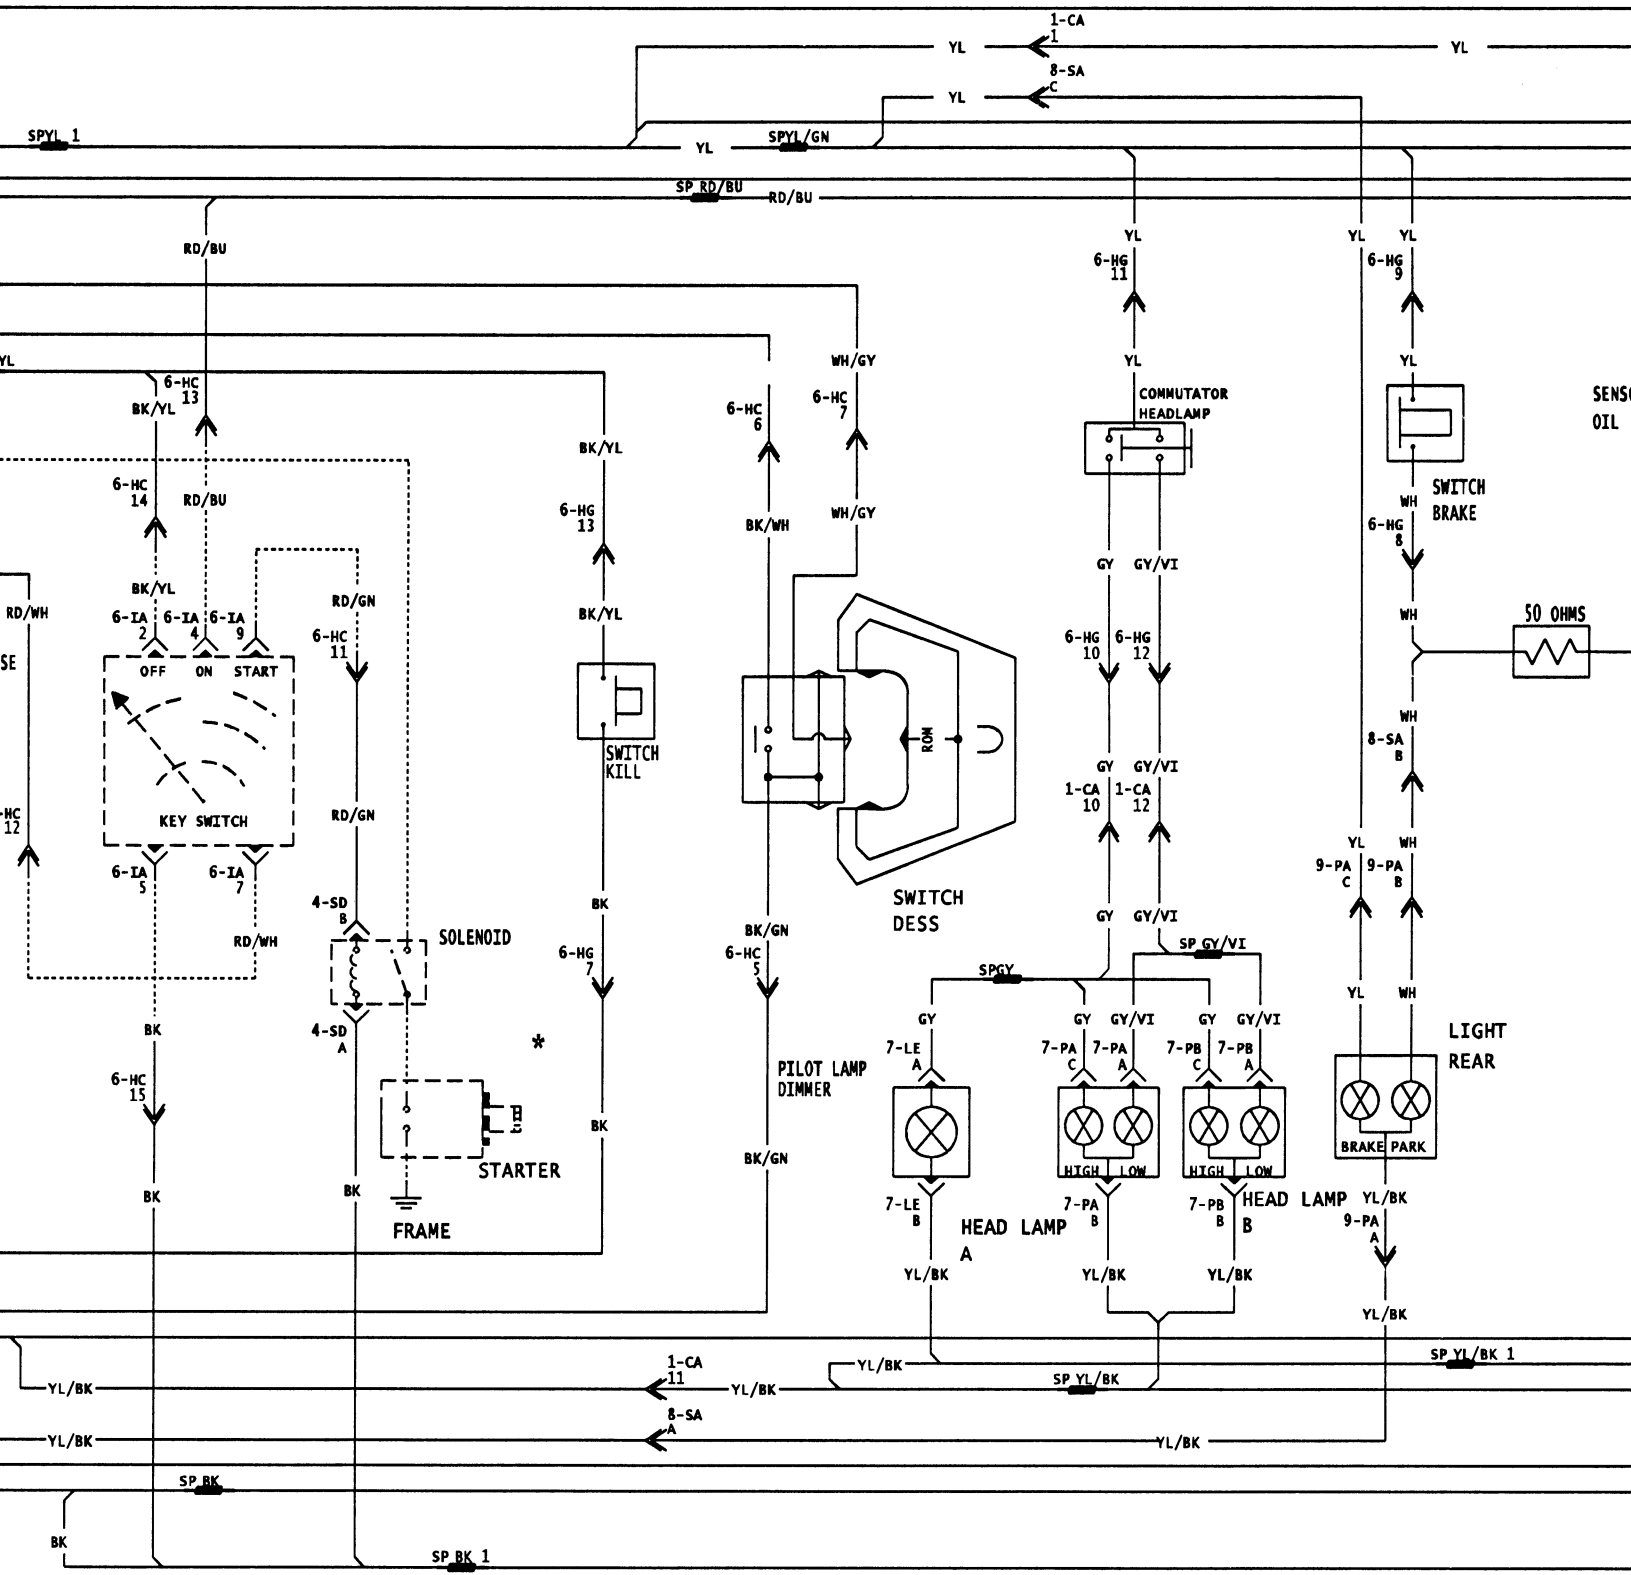 1-CA
1
YL
YL
8-SA
C
YL
SPYL 1
YL
SPYL/GN
SP RD/BU
RD/BU
RD/BU
YL
YL
YL
6-HG
11
6-HG
9
YL
WH/GY
YL
YL
6-HC
13
BK/YL
6-HC
6
6-HC
7
COMMUTATOR
HEADLAMP
SENSO
OIL
BK/YL
6-HC
14
RD/BU
6-HG
13
BK/WH
WH/GY
WH
SWITCH
BRAKE
6-HG
8
GY
GY/VI
BK/YL
RD/WH
RD/GN
BK/YL
WH
50 OHMS
6-IA
2
6-IA
4
6-IA
9
6-HC
11
6-HG
10
6-HG
12
SE
OFF
ON
START
WH
8-SA
B
ROM
SWITCH
KILL
GY
GY/VI
1-CA
10
1-CA
12
-HC
12
KEY SWITCH
RD/GN
YL
WH
6-IA
5
6-IA
7
9-PA
C
9-PA
B
4-SD
B
BK
SWITCH
DESS
GY
GY/VI
RD/WH
SOLENOID
BK/GN
SP GY/VI
6-HG
7
6-HC
5
SPGY
YL
WH
BK
4-SD
A
*
GY
GY
GY/VI
GY
GY/VI
LIGHT
REAR
7-LE
A
7-PA
C
7-PA
A
7-PB
C
7-PB
A
6-HC
15
PILOT LAMP
DIMMER
BK
BRAKE
PARK
BK/GN
STARTER
HIGH
LOW
HIGH
LOW
BK
BK
7-LE
B
7-PA
B
7-PB
B
HEAD LAMP
B
YL/BK
9-PA
A
FRAME
HEAD LAMP
A
YL/BK
YL/BK
YL/BK
YL/BK
1-CA
11
YL/BK
SP YL/BK 1
YL/BK
YL/BK
SP YL/BK
8-SA
A
YL/BK
YL/BK
SP BK
BK
SP BK 1